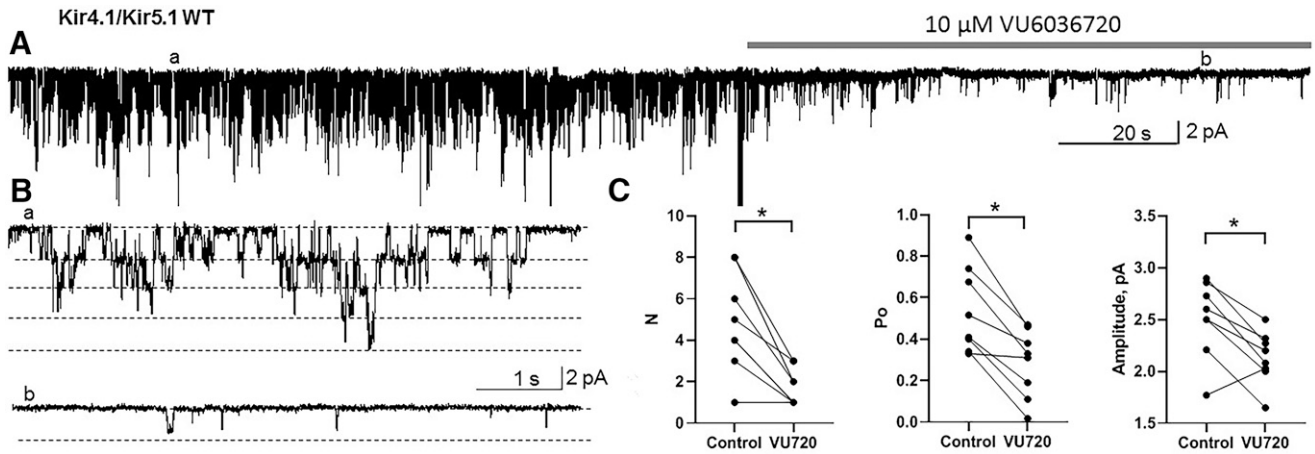 Kir4.1/Kir5.1 WT
10 µM VU6036720
A
a
b
20 s
2 pA
B
a
1 s
2 pA
b
C
*
10
8
6
4
2
0
N
Control VU720
*
1.0
0.8
0.6
0.4
0.2
0.0
Po
Control VU720
*
3.5
3.0
2.5
2.0
1.5
Amplitude, pA
Control VU720